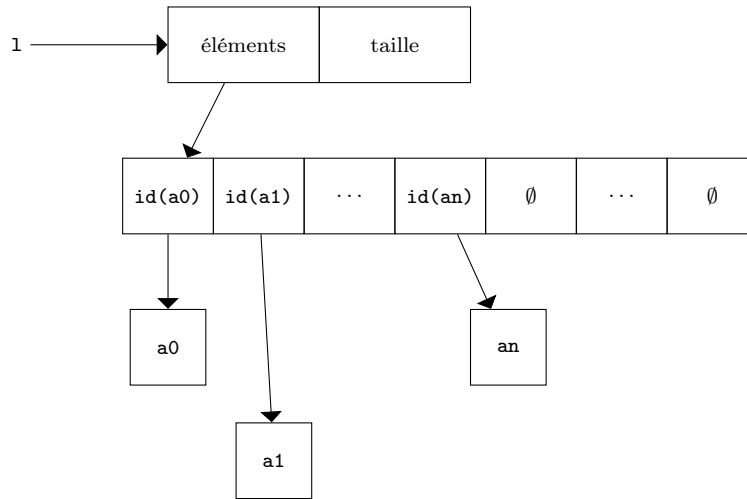 l éléments taille
id(a0) id(a1) ··· id(an) ∅ ··· ∅
a0 an
a1